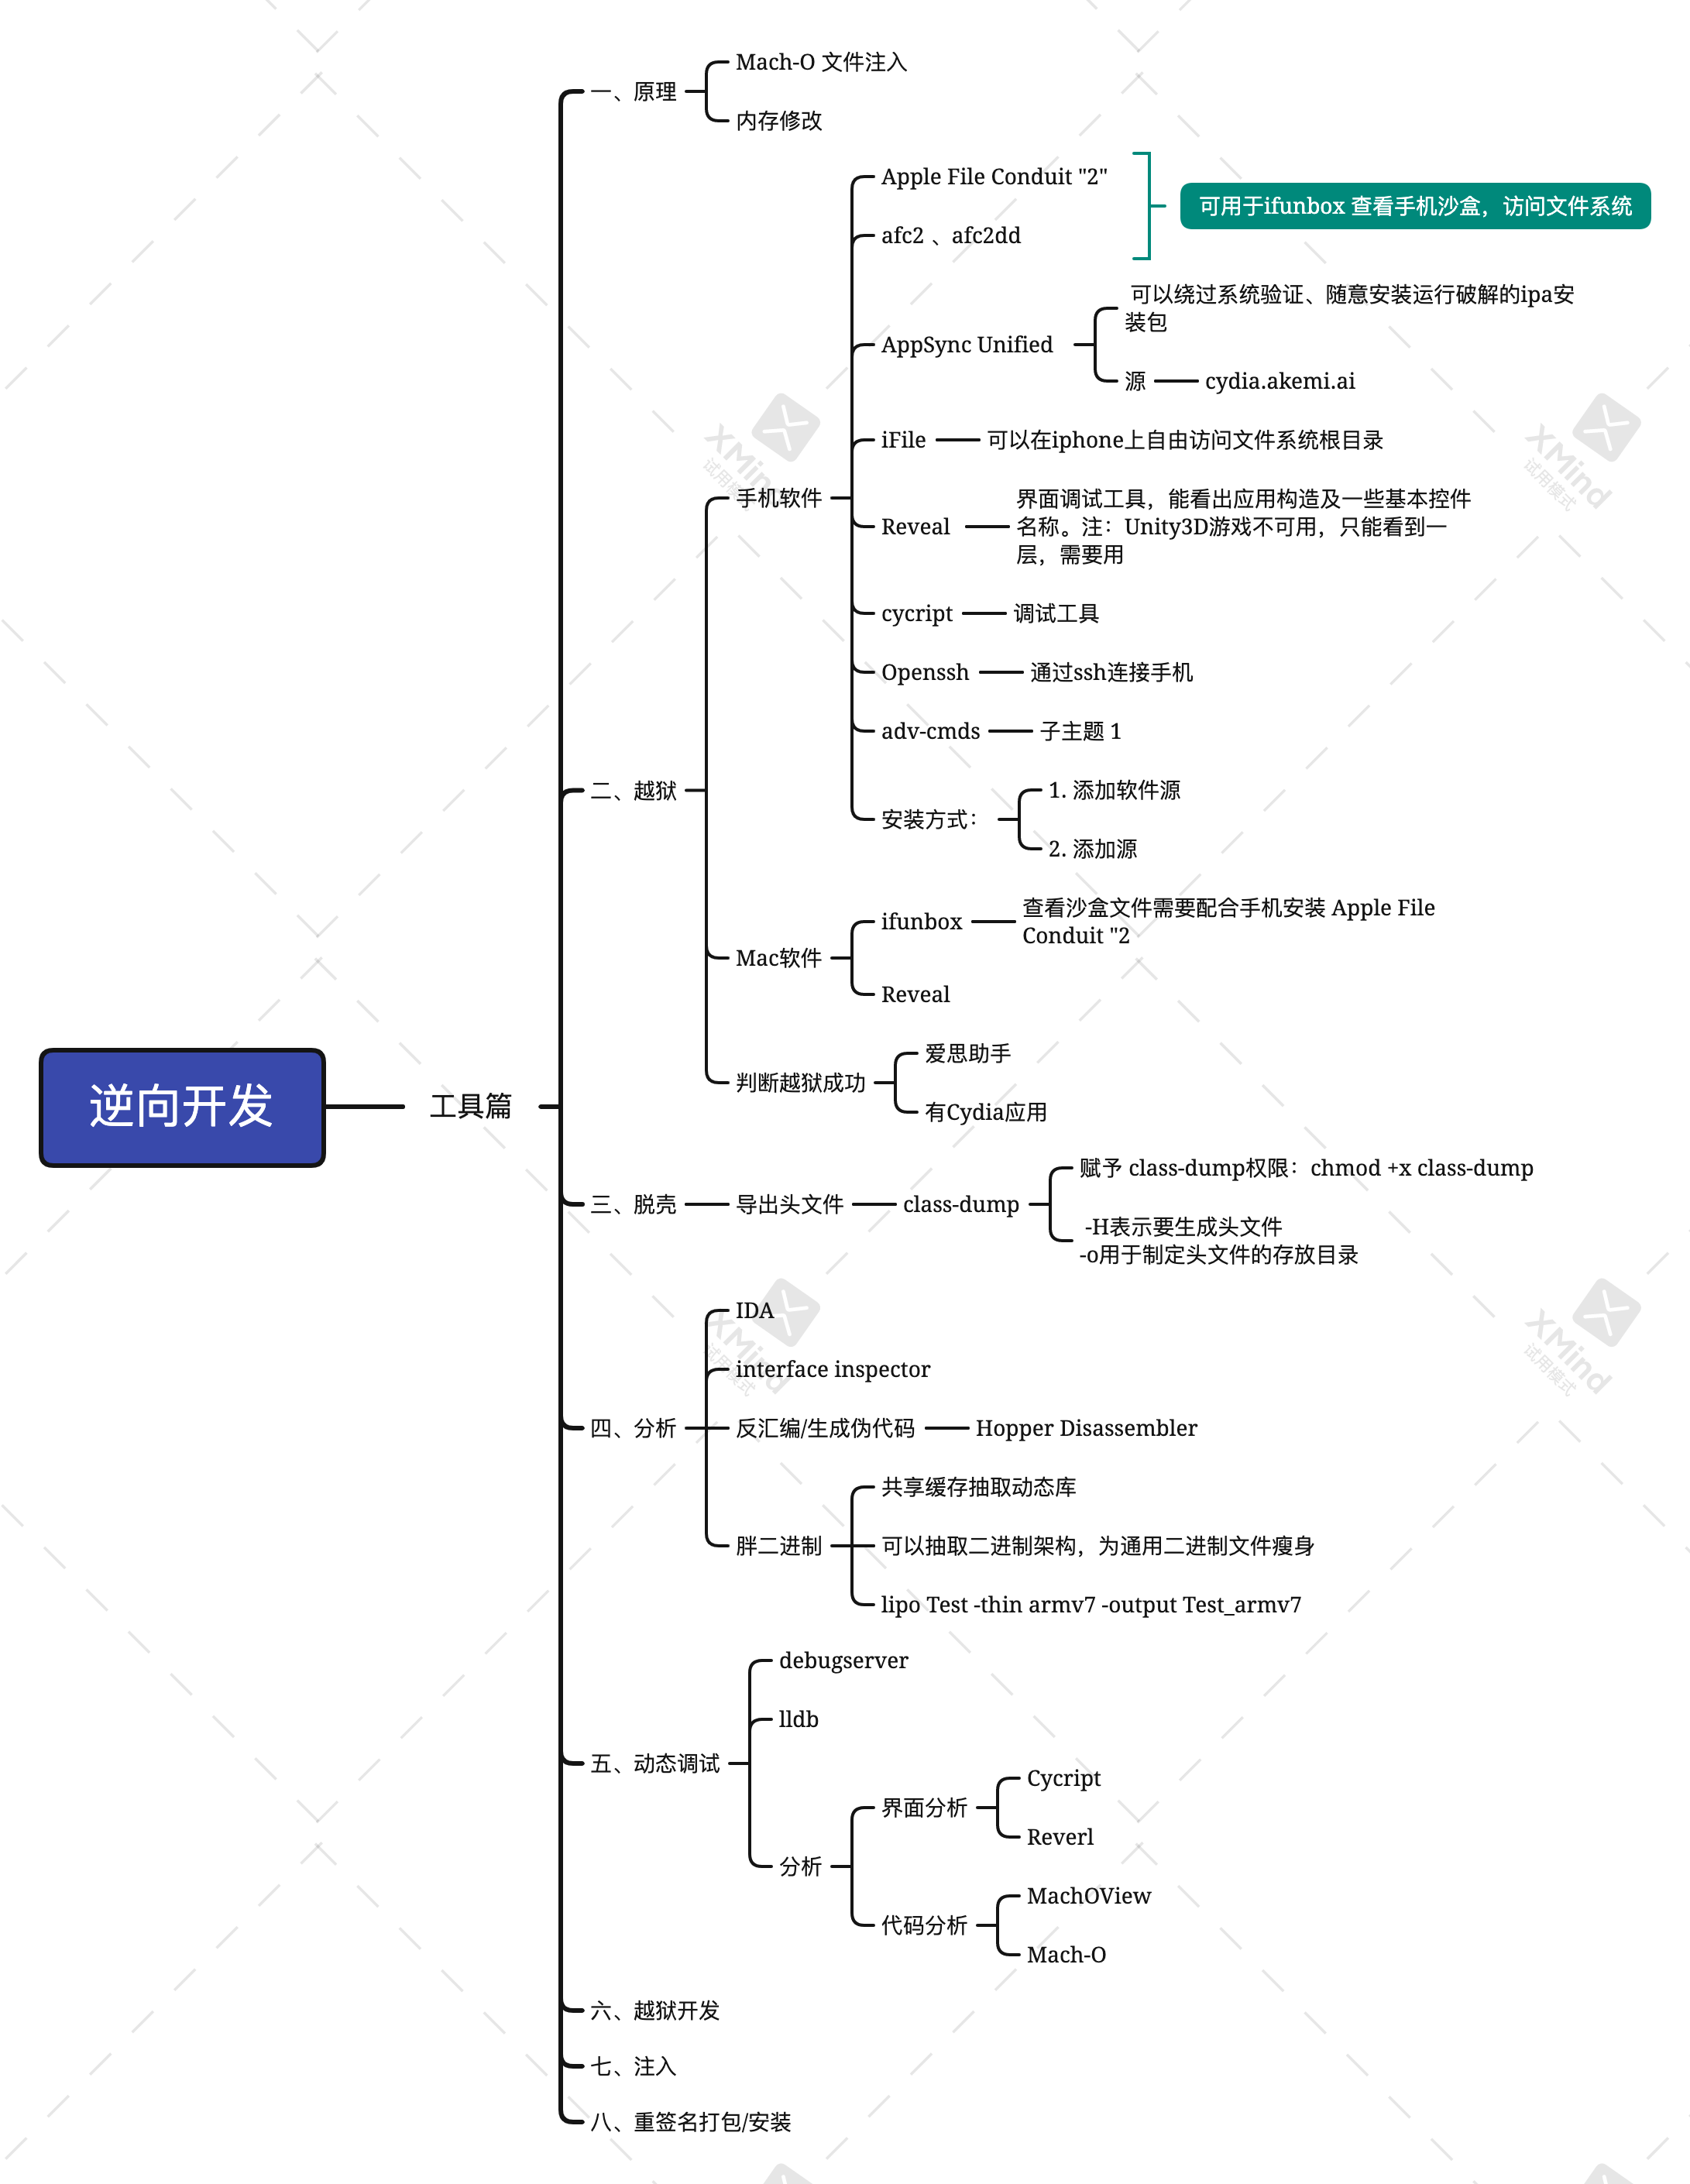 逆向开发
工具篇
一、原理
Mach-O 文件注入
内存修改
二、越狱
手机软件
Apple File Conduit "2"
afc2 、afc2dd
可用于ifunbox 查看手机沙盒，访问文件系统
AppSync Unified
可以绕过系统验证、随意安装运行破解的ipa安
装包
源
cydia.akemi.ai
iFile
可以在iphone上自由访问文件系统根目录
Reveal
界面调试工具，能看出应用构造及一些基本控件
名称。注：Unity3D游戏不可用，只能看到一
层，需要用
cycript
调试工具
Openssh
通过ssh连接手机
adv-cmds
子主题 1
安装方式：
1. 添加软件源
2. 添加源
Mac软件
ifunbox
查看沙盒文件需要配合手机安装 Apple File
Conduit "2
Reveal
判断越狱成功
爱思助手
有Cydia应用
三、脱壳
导出头文件
class-dump
赋予 class-dump权限：chmod +x class-dump
-H表示要生成头文件
-o用于制定头文件的存放目录
四、分析
IDA
interface inspector
反汇编/生成伪代码
Hopper Disassembler
胖二进制
共享缓存抽取动态库
可以抽取二进制架构，为通用二进制文件瘦身
lipo Test -thin armv7 -output Test_armv7
五、动态调试
debugserver
lldb
分析
界面分析
Cycript
Reverl
代码分析
MachOView
Mach-O
六、越狱开发
七、注入
八、重签名打包/安装
XMind
试用模式
XMind
试用模式
XMind
试用模式
XMind
试用模式